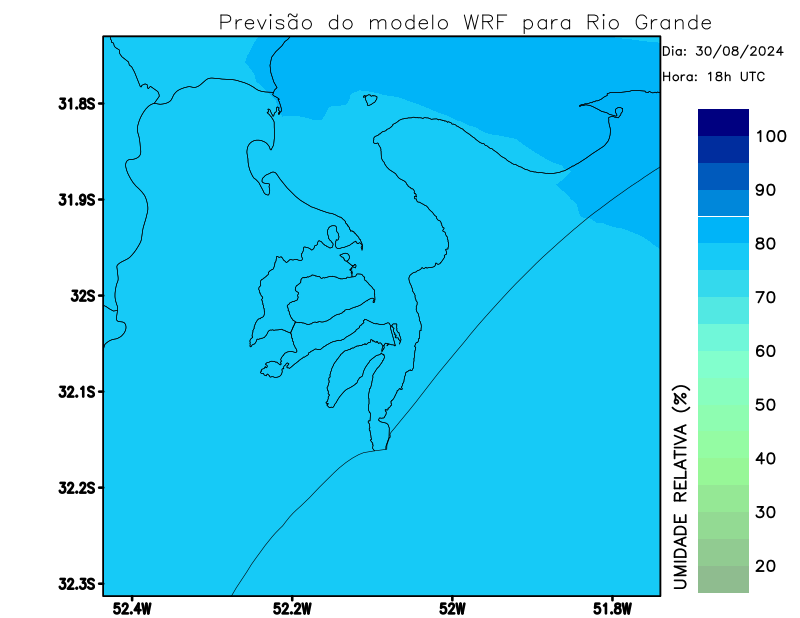 Previsão do modelo WRF para Rio Grande
Dia: 30/08/2024
Hora: 18h UTC
31.8S
31.9S
32S
32.1S
32.2S
32.3S
52.4W
52.2W
52W
51.8W
100
90
80
70
60
50
40
30
20
UMIDADE RELATIVA (%)